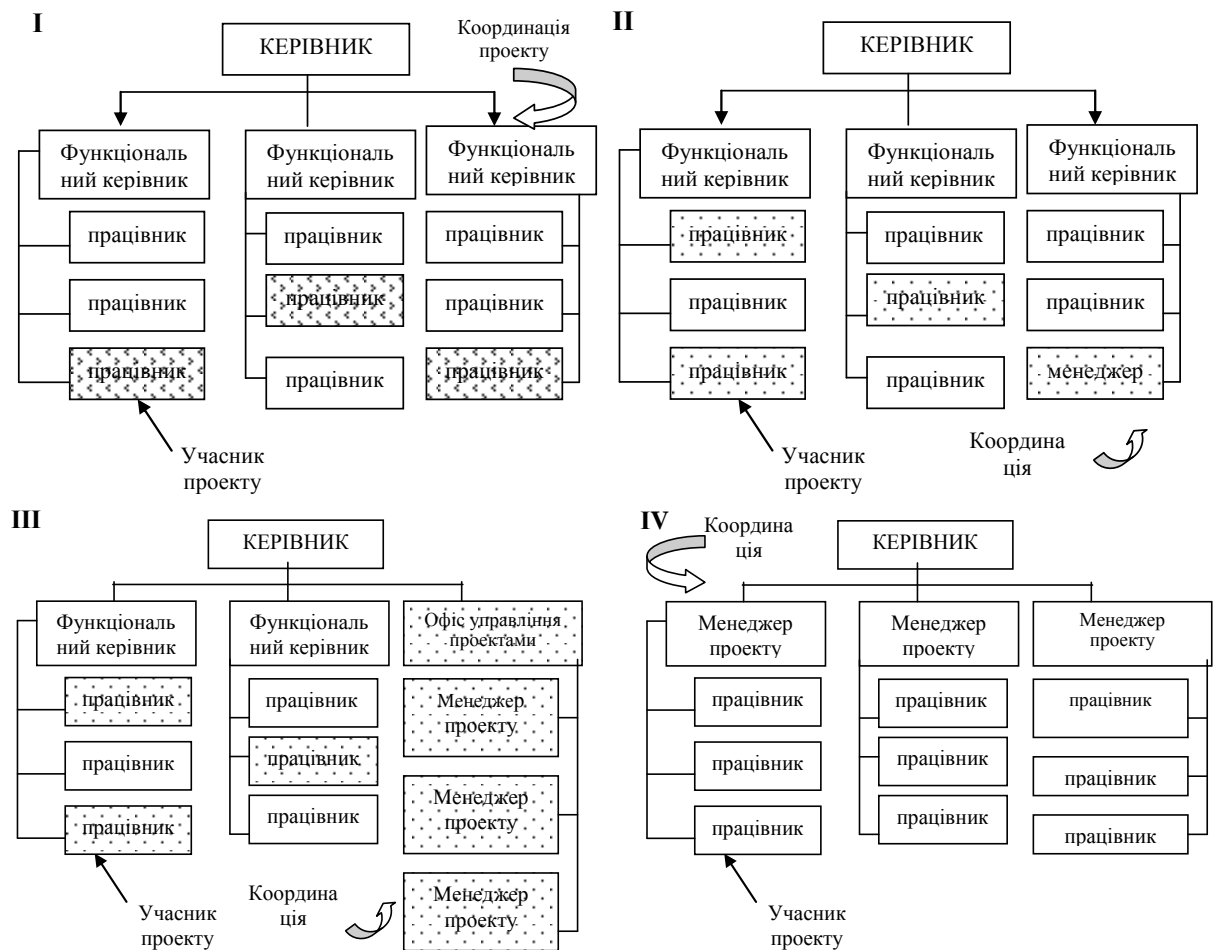 I
КЕРІВНИК
Координація
проекту
Функціональ
ний керівник
Функціональ
ний керівник
Функціональ
ний керівник
працівник
працівник
працівник
працівник
працівник
працівник
працівник
працівник
працівник
Учасник
проекту
II
КЕРІВНИК
Функціональ
ний керівник
Функціональ
ний керівник
Функціональ
ний керівник
працівник
працівник
працівник
працівник
працівник
працівник
працівник
працівник
менеджер
Учасник
проекту
Координа
ція
III
КЕРІВНИК
Функціональ
ний керівник
Функціональ
ний керівник
Офіс управління
проектами
працівник
працівник
Менеджер
проекту
працівник
працівник
Менеджер
проекту
працівник
працівник
Менеджер
проекту
Учасник
проекту
Координа
ція
IV
Координа
ція
КЕРІВНИК
Менеджер
проекту
Менеджер
проекту
Менеджер
проекту
працівник
працівник
працівник
працівник
працівник
працівник
працівник
працівник
працівник
Учасник
проекту